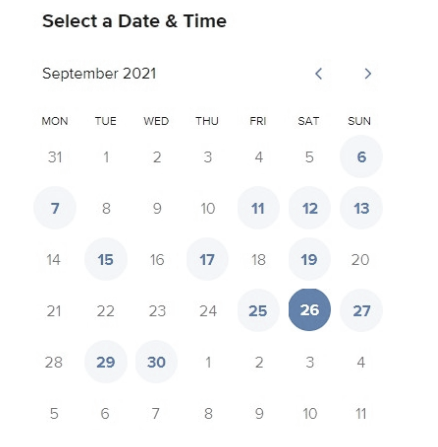 Select a Date & Time
September 2021
MON TUE WED THU FRI SAT SUN
31 1 2 3 4 5 6
7 8 9 10 11 12 13
14 15 16 17 18 19 20
21 22 23 24 25 26 27
28 29 30 1 2 3 4
5 6 7 8 9 10 11